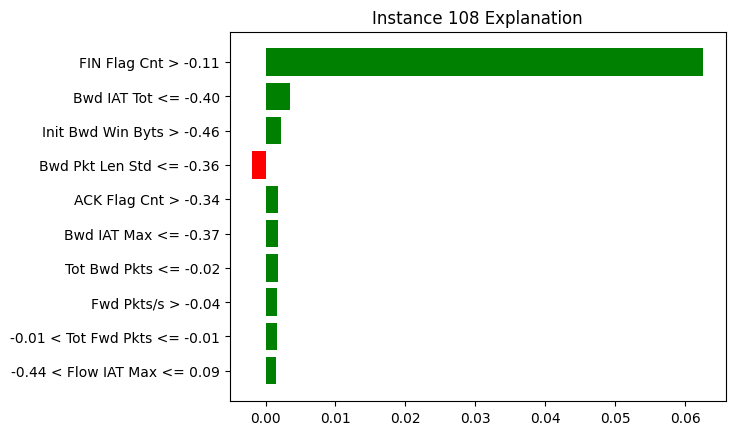 Instance 108 Explanation
FIN Flag Cnt > -0.11
Bwd IAT Tot <= -0.40
Init Bwd Win Byts > -0.46
Bwd Pkt Len Std <= -0.36
ACK Flag Cnt > -0.34
Bwd IAT Max <= -0.37
Tot Bwd Pkts <= -0.02
Fwd Pkts/s > -0.04
-0.01 < Tot Fwd Pkts <= -0.01
-0.44 < Flow IAT Max <= 0.09
0.00 0.01 0.02 0.03 0.04 0.05 0.06